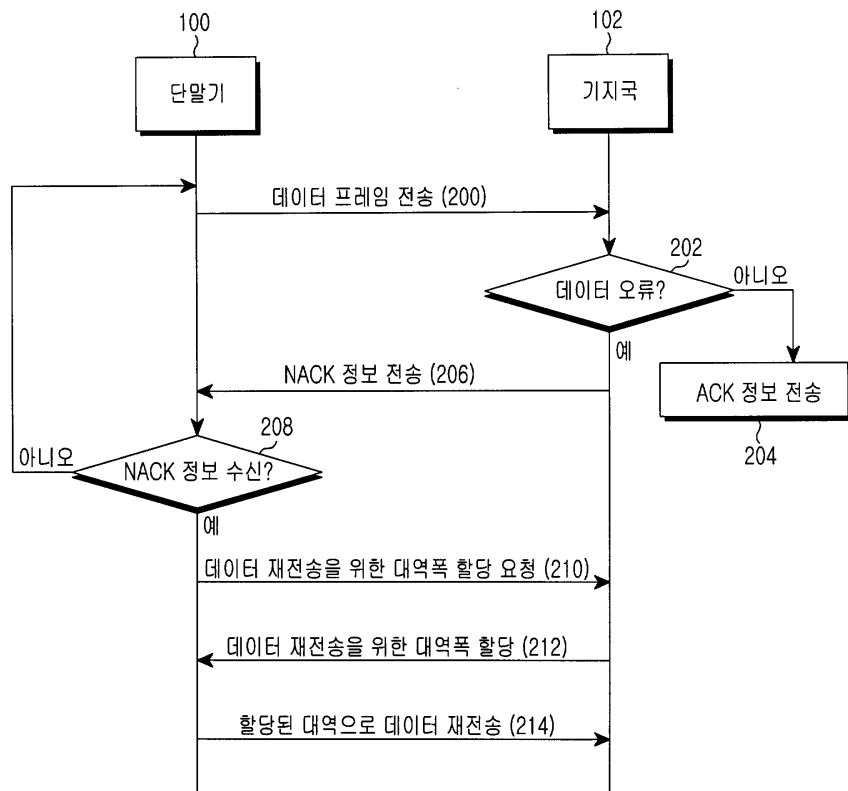 100
102
단말기
기지국
데이터 프레임 전송 (200)
202
데이터 오류?
아니오
예
NACK 정보 전송 (206)
ACK 정보 전송
204
208
아니오
NACK 정보 수신?
예
데이터 재전송을 위한 대역폭 할당 요청 (210)
데이터 재전송을 위한 대역폭 할당 (212)
할당된 대역으로 데이터 재전송 (214)